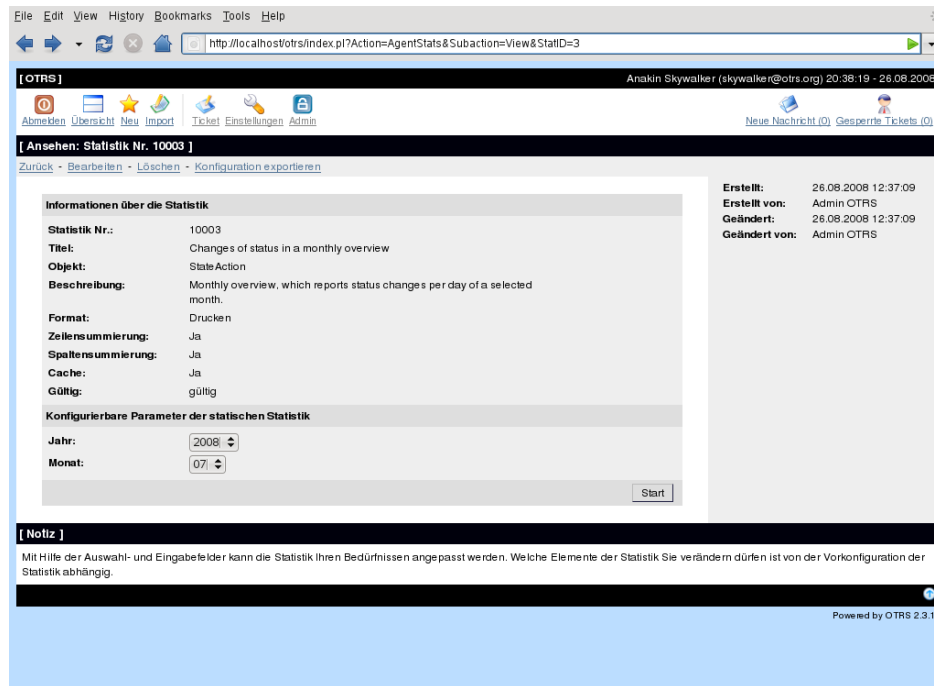 File Edit View History Bookmarks Tools Help
http://localhost/otrs/index.pl?Action=AgentStats&Subaction=View&StatID=3
[ OTRS ] Anakin Skywalker (skywalker@otrs.org) 20:38:19 - 26.08.2008
Abmelden Übersicht Neu Import Ticket Einstellungen Admin Neue Nachricht (0) Gesperrte Tickets (0)
[ Ansehen: Statistik Nr. 10003 ]
Zurück - Bearbeiten - Löschen - Konfiguration exportieren
Erstellt: 26.08.2008 12:37:09
Erstellt von: Admin OTRS
Geändert: 26.08.2008 12:37:09
Geändert von: Admin OTRS
Informationen über die Statistik
Statistik Nr.: 10003
Titel: Changes of status in a monthly overview
Objekt: StateAction
Beschreibung: Monthly overview, which reports status changes per day of a selected
month.
Format: Drucken
Zeilensummierung: Ja
Spaltensummierung: Ja
Cache: Ja
Gültig: gültig
Konfigurierbare Parameter der statischen Statistik
Jahr: 2008
Monat: 07
Start
[ Notiz ]
Mit Hilfe der Auswahl- und Eingabefelder kann die Statistik Ihren Bedürfnissen angepasst werden. Welche Elemente der Statistik Sie verändern dürfen ist von der Vorkonfiguration der
Statistik abhängig.
Powered by OTRS 2.3.1